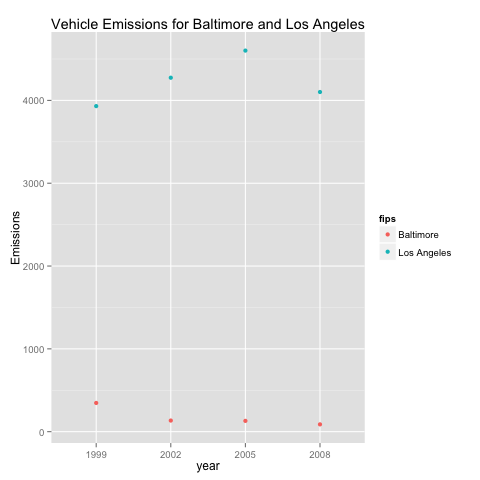 Vehicle Emissions for Baltimore and Los Angeles
Emissions
4000
3000
2000
1000
0
1999 2002 2005 2008
year
fips
Baltimore
Los Angeles